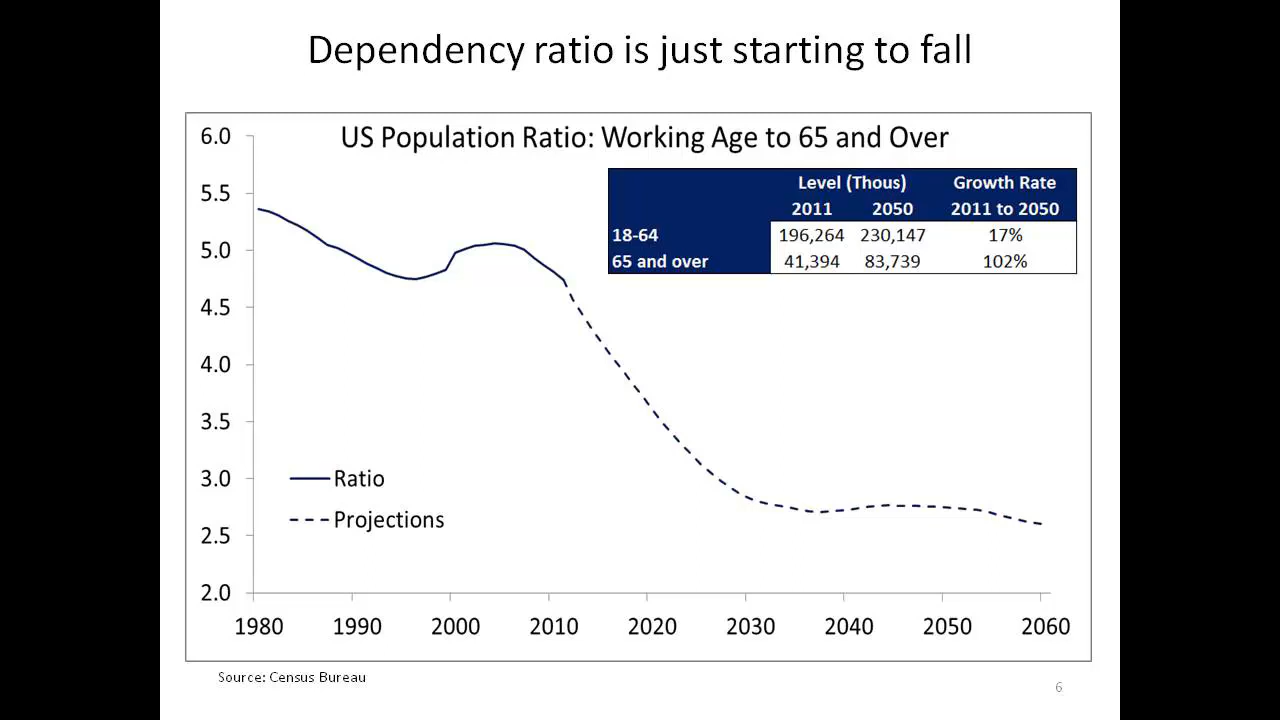 Dependency ratio is just starting to fall
US Population Ratio: Working Age to 65 and Over
6.0
5.5
5.0
4.5
4.0
3.5
3.0
2.5
2.0
Level (Thous) Growth Rate
2011 2050 2011 to 2050
18-64 196,264 230,147 17%
65 and over 41,394 83,739 102%
Ratio
Projections
1980 1990 2000 2010 2020 2030 2040 2050 2060
Source: Census Bureau
6